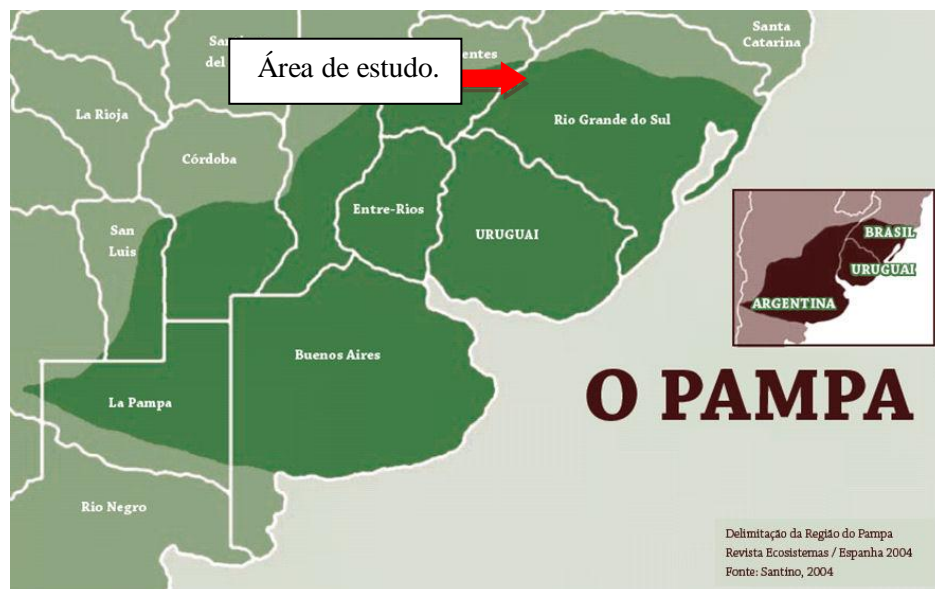 Santa
Catarina
Área de estudo.
La Rioja
Rio Grande do Sul
Córdoba
Entre-Rios
San
Luis
URUGUAI
BRASIL
URUGUAI
ARGENTINA
Buenos Aires
La Pampa
O PAMPA
Rio Negro
Delimitação da Região do Pampa
Revista Ecosistemas / Espanha 2004
Fonte: Santino, 2004